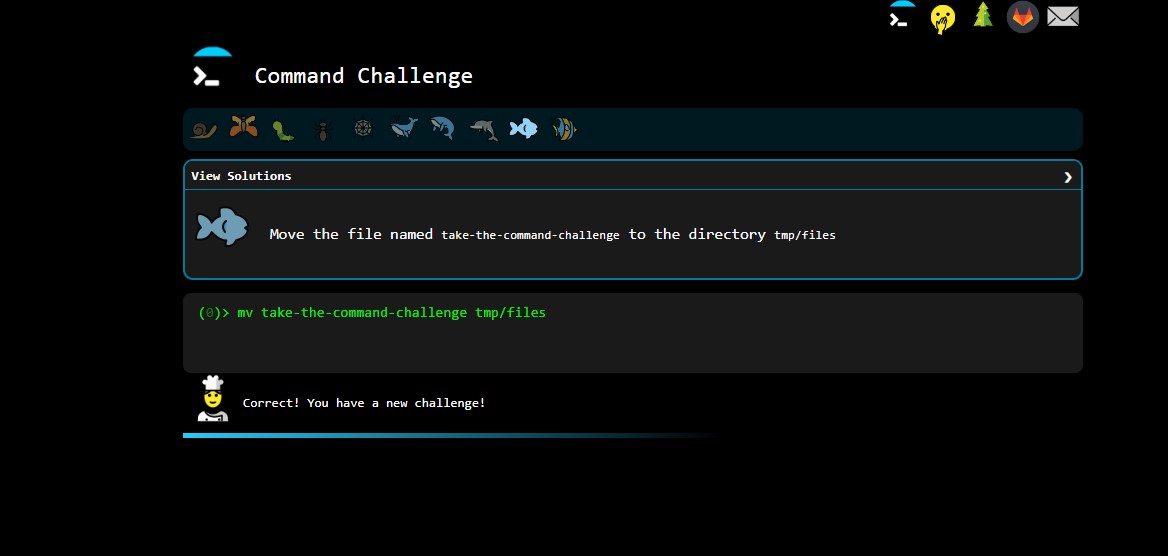 Command Challenge
View Solutions
Move the file named take-the-command-challenge to the directory tmp/files
(0)> mv take-the-command-challenge tmp/files
Correct! You have a new challenge!